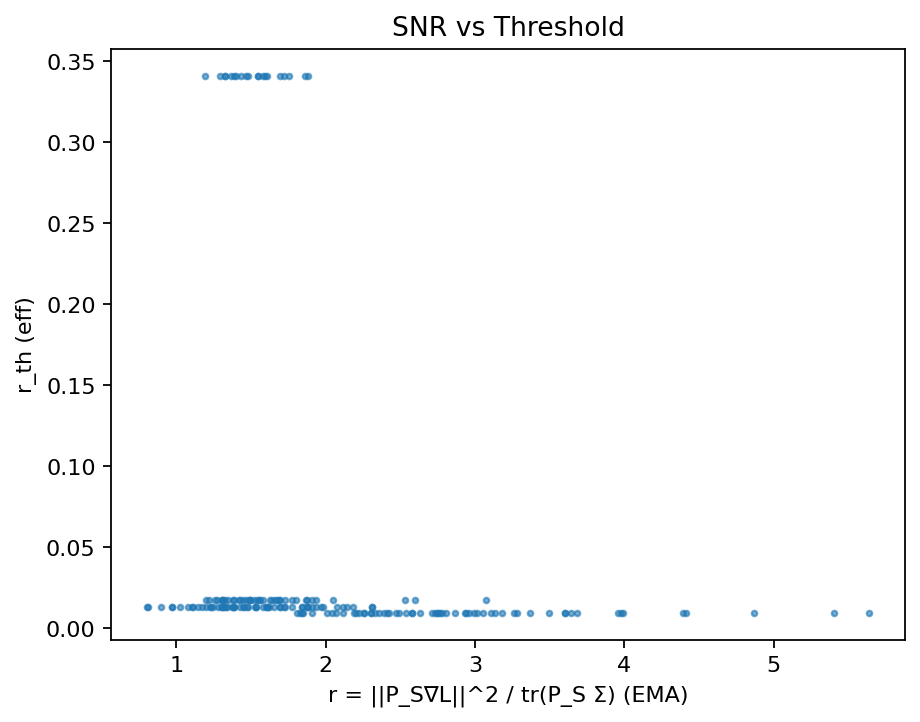 SNR vs Threshold
r_th (eff)
0.35
0.30
0.25
0.20
0.15
0.10
0.05
0.00
1 2 3 4 5
r = ||P_S∇L||^2 / tr(P_S Σ) (EMA)